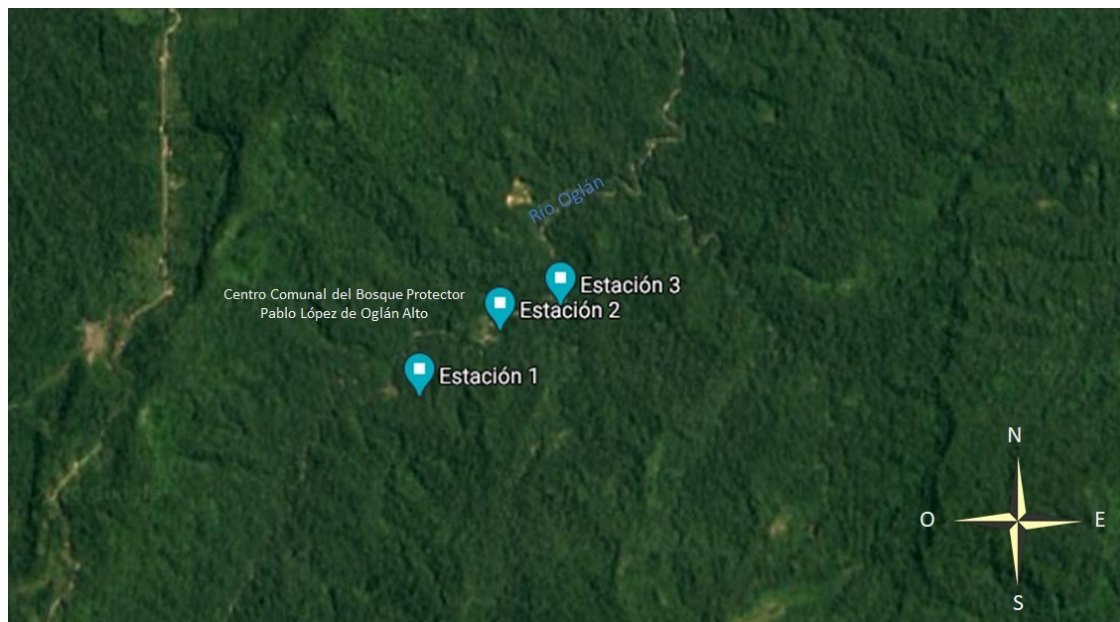 Río Oglán
Estación 3
Centro Comunal del Bosque Protector
Pablo López de Oglán Alto
Estación 2
Estación 1
N
O
E
S